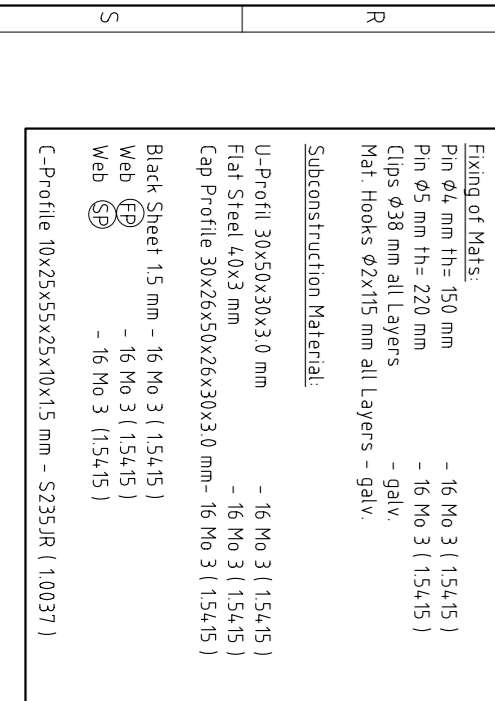 S
R
Fixing of Mats:
Pin Ø4 mm th= 150 mm - 16 Mo 3 ( 1.5415 )
Pin Ø5 mm th= 220 mm - 16 Mo 3 ( 1.5415 )
Clips Ø38 mm all Layers - galv.
Mat. Hooks Ø2x115 mm all Layers - galv.
Subconstruction Material:
U-Profil 30x50x30x3.0 mm - 16 Mo 3 ( 1.5415 )
Flat Steel 40x3 mm - 16 Mo 3 ( 1.5415 )
Cap Profile 30x26x50x26x30x3.0 mm- 16 Mo 3 ( 1.5415 )
Black Sheet 1.5 mm - 16 Mo 3 ( 1.5415 )
Web FP - 16 Mo 3 ( 1.5415 )
Web SP - 16 Mo 3 (1.5415 )
C-Profile 10x25x55x25x10x1.5 mm - S235JR ( 1.0037 )